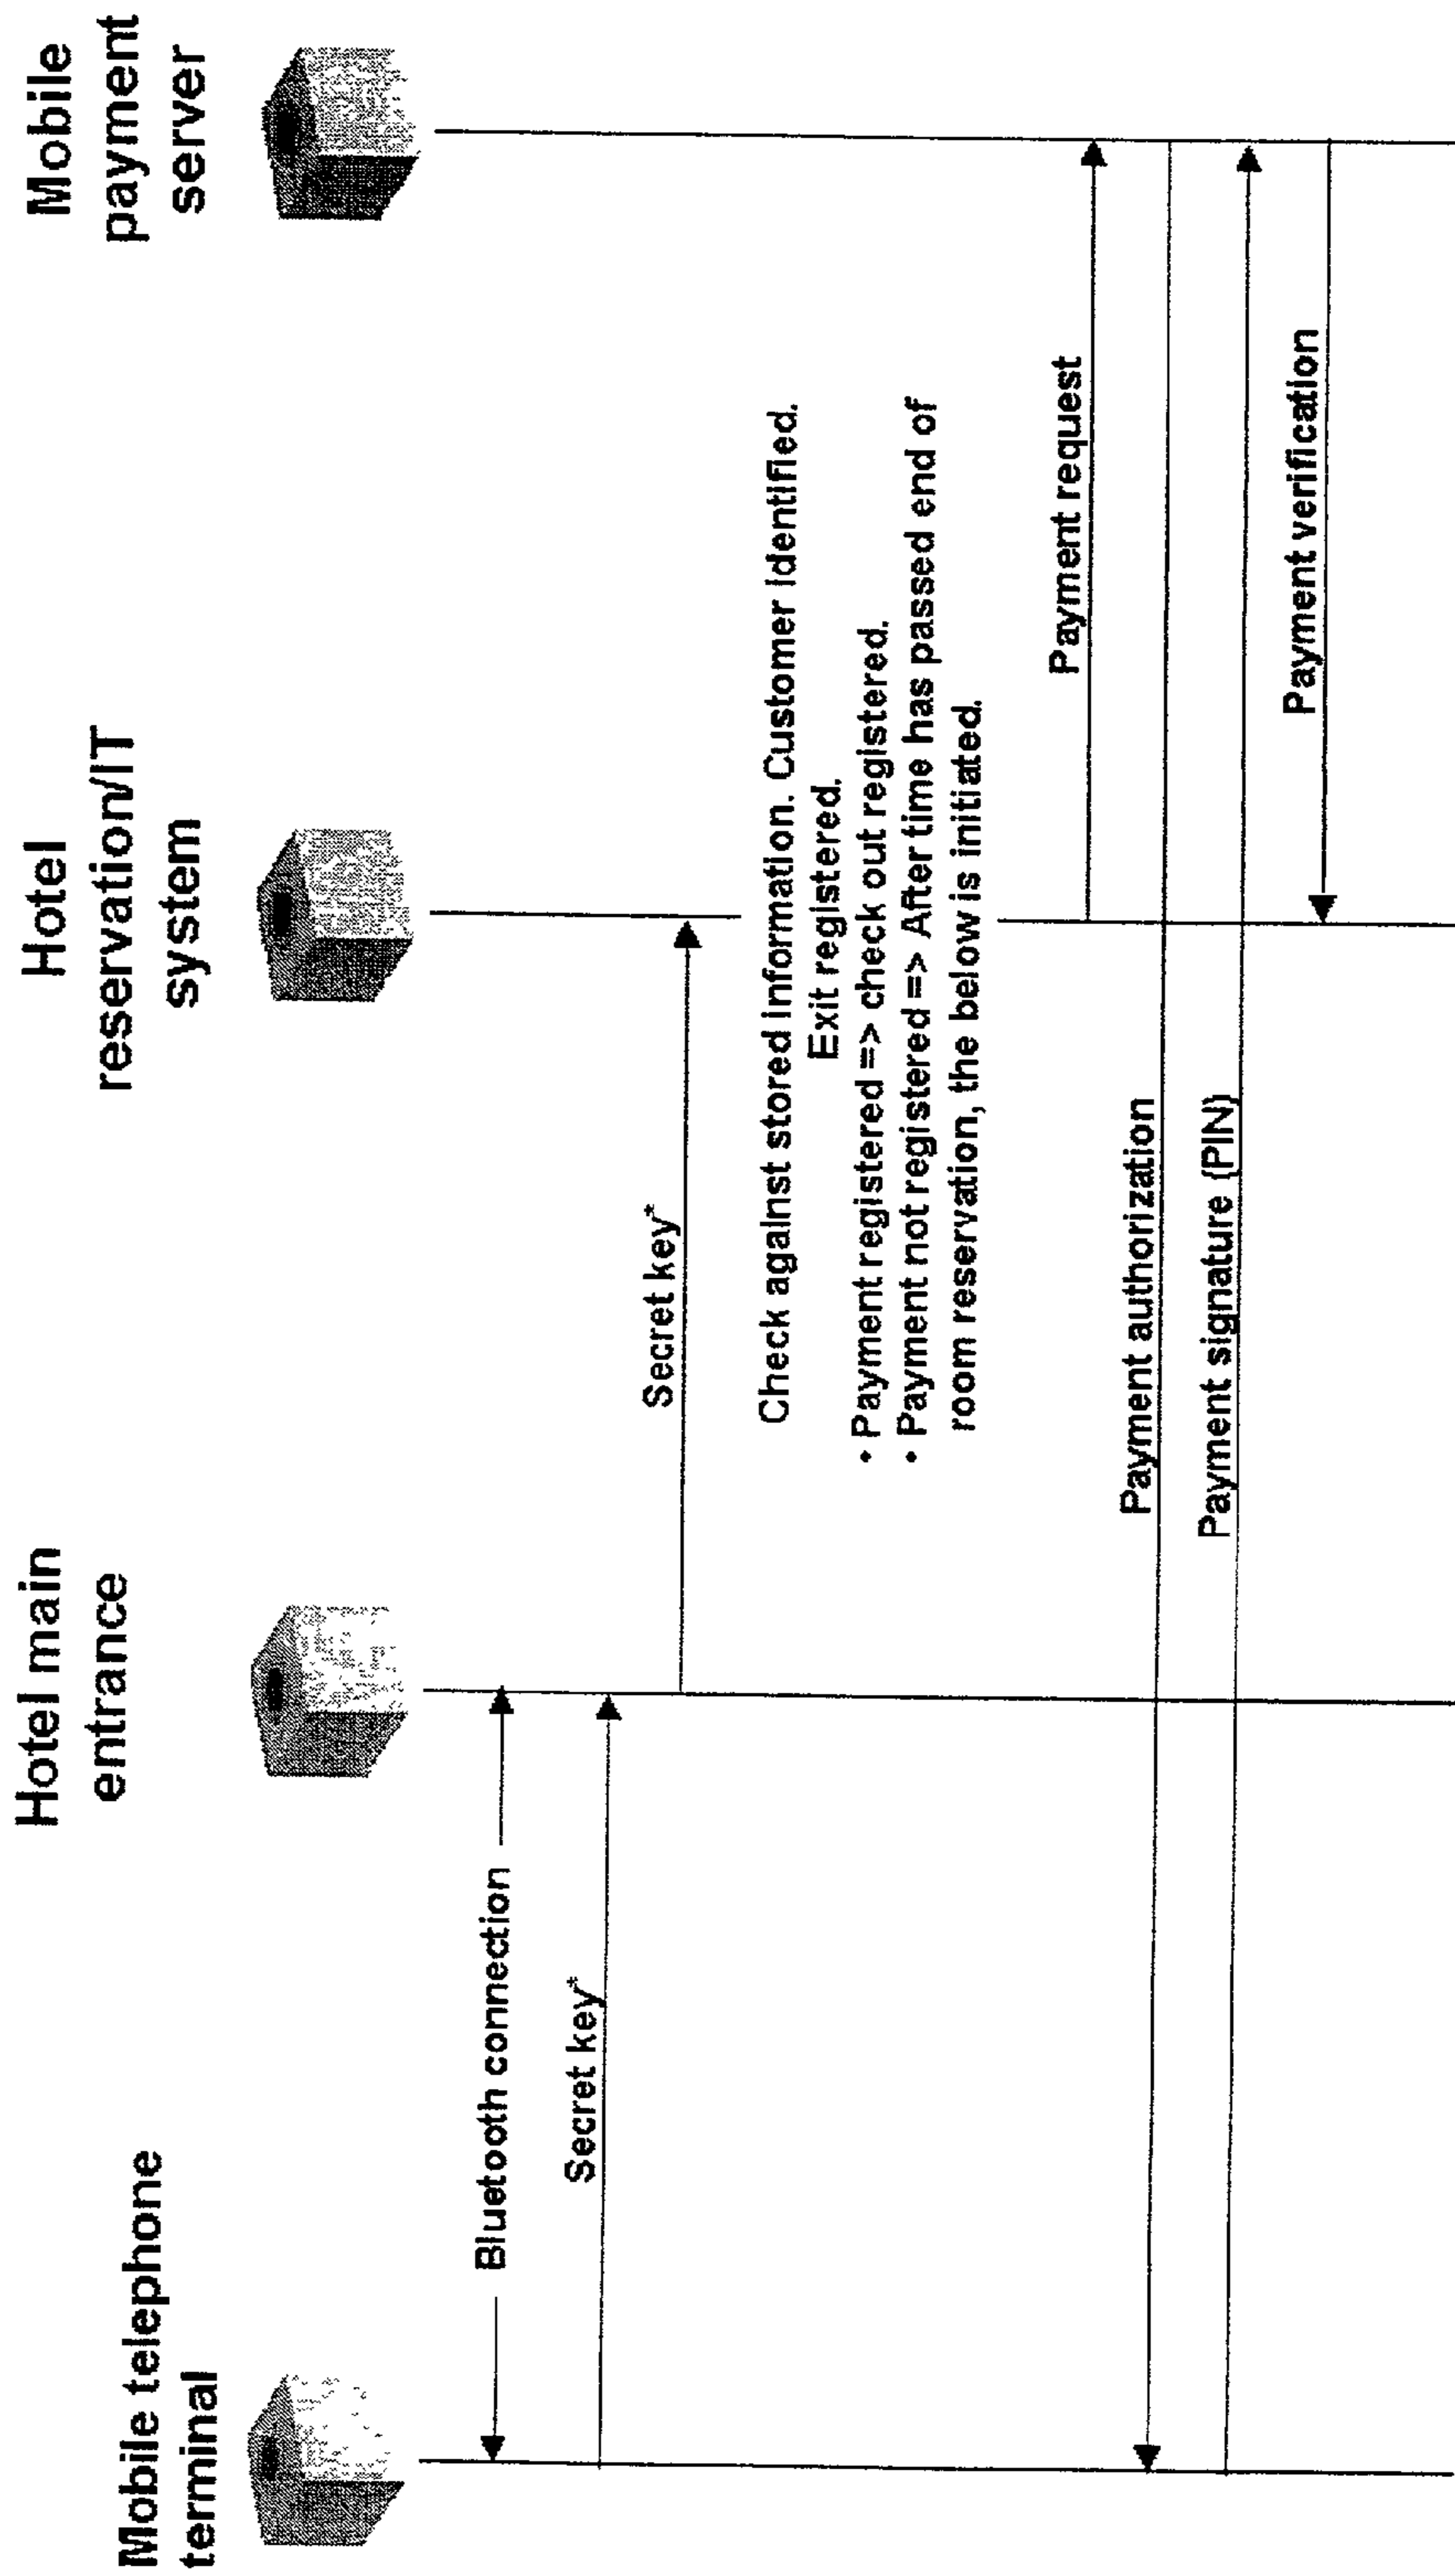 Mobile telephone
terminal
Hotel main
entrance
Hotel
reservation/IT
system
Mobile
payment
server
Bluetooth connection
Secret key*
Secret key*
Check against stored information. Customer identified.
Exit registered.
• Payment registered => check out registered.
• Payment not registered => After time has passed end of
room reservation, the below is initiated.
Payment request
Payment authorization
Payment signature (PIN)
Payment verification